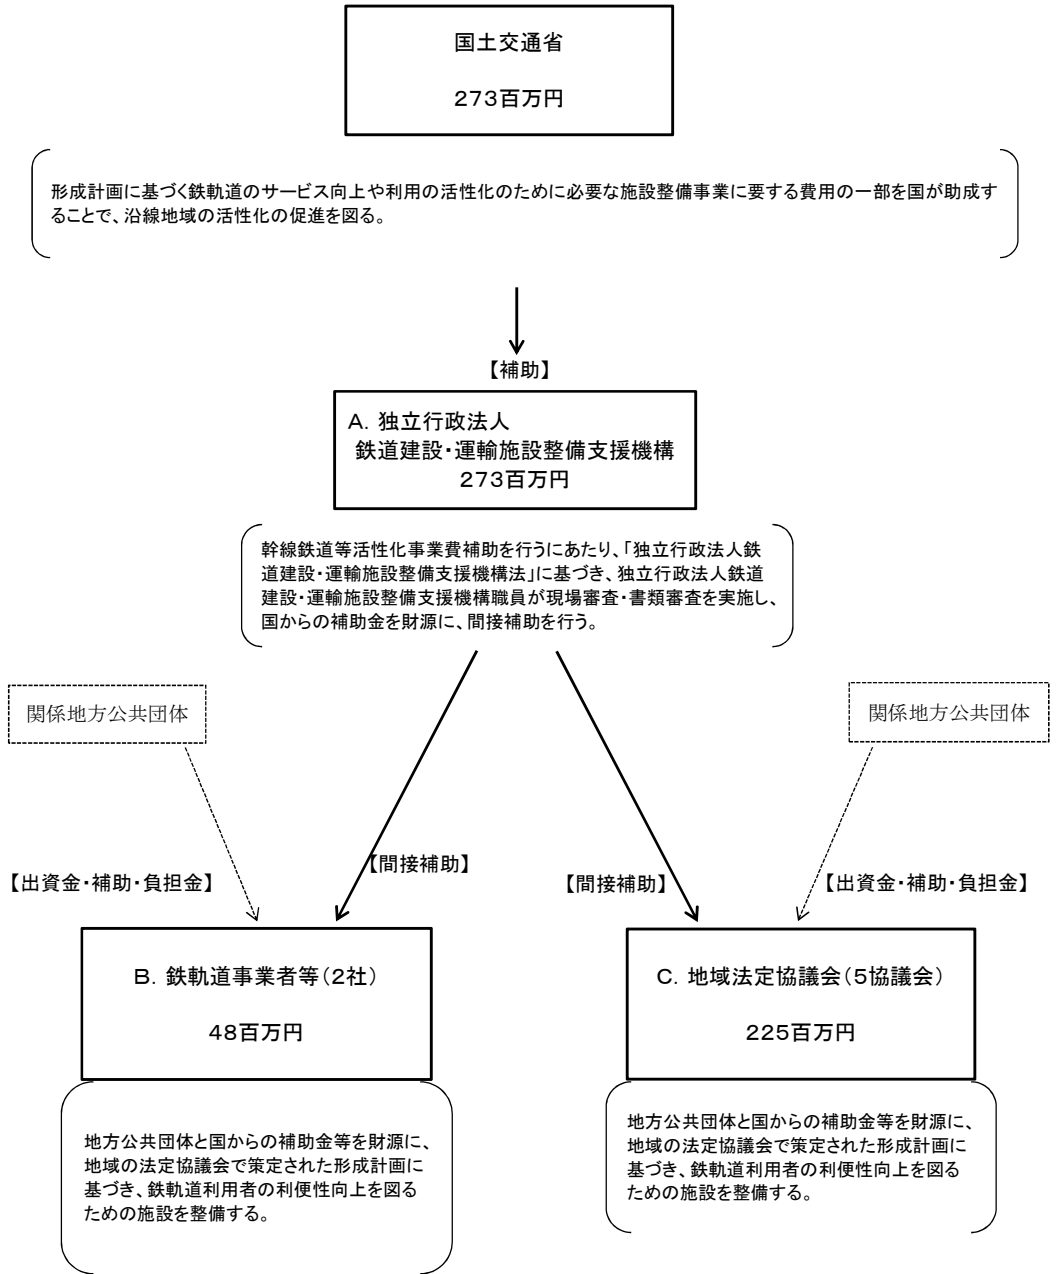 国土交通省
273百万円
形成計画に基づく鉄軌道のサービス向上や利用の活性化のために必要な施設整備事業に要する費用の一部を国が助成す
ることで、沿線地域の活性化の促進を図る。
【補助】
A．独立行政法人
鉄道建設・運輸施設整備支援機構
273百万円
幹線鉄道等活性化事業費補助を行うにあたり、「独立行政法人鉄
道建設・運輸施設整備支援機構法」に基づき、独立行政法人鉄道
建設・運輸施設整備支援機構職員が現場審査・書類審査を実施し、
国からの補助金を財源に、間接補助を行う。
関係地方公共団体
関係地方公共団体
【出資金・補助・負担金】
【間接補助】
【間接補助】
【出資金・補助・負担金】
B．鉄軌道事業者等（2社）
48百万円
地方公共団体と国からの補助金等を財源に、
地域の法定協議会で策定された形成計画に
基づき、鉄軌道利用者の利便性向上を図る
ための施設を整備する。
C．地域法定協議会（5協議会）
225百万円
地方公共団体と国からの補助金等を財源に、
地域の法定協議会で策定された形成計画に
基づき、鉄軌道利用者の利便性向上を図る
ための施設を整備する。